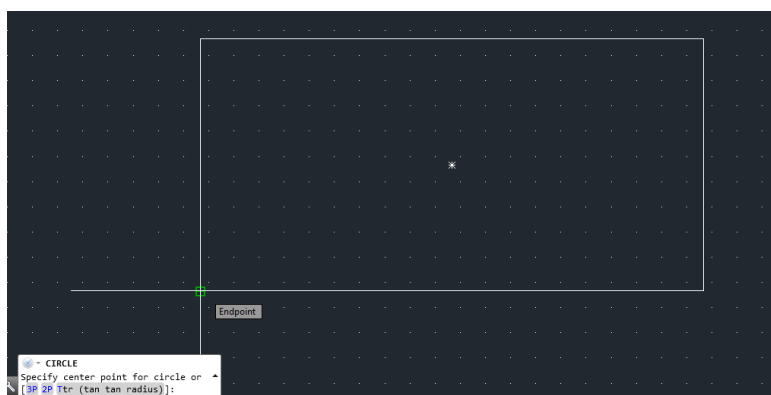 Endpoint
CIRCLE
Specify center point for circle or
[3P 2P Ttr (tan tan radius)]: